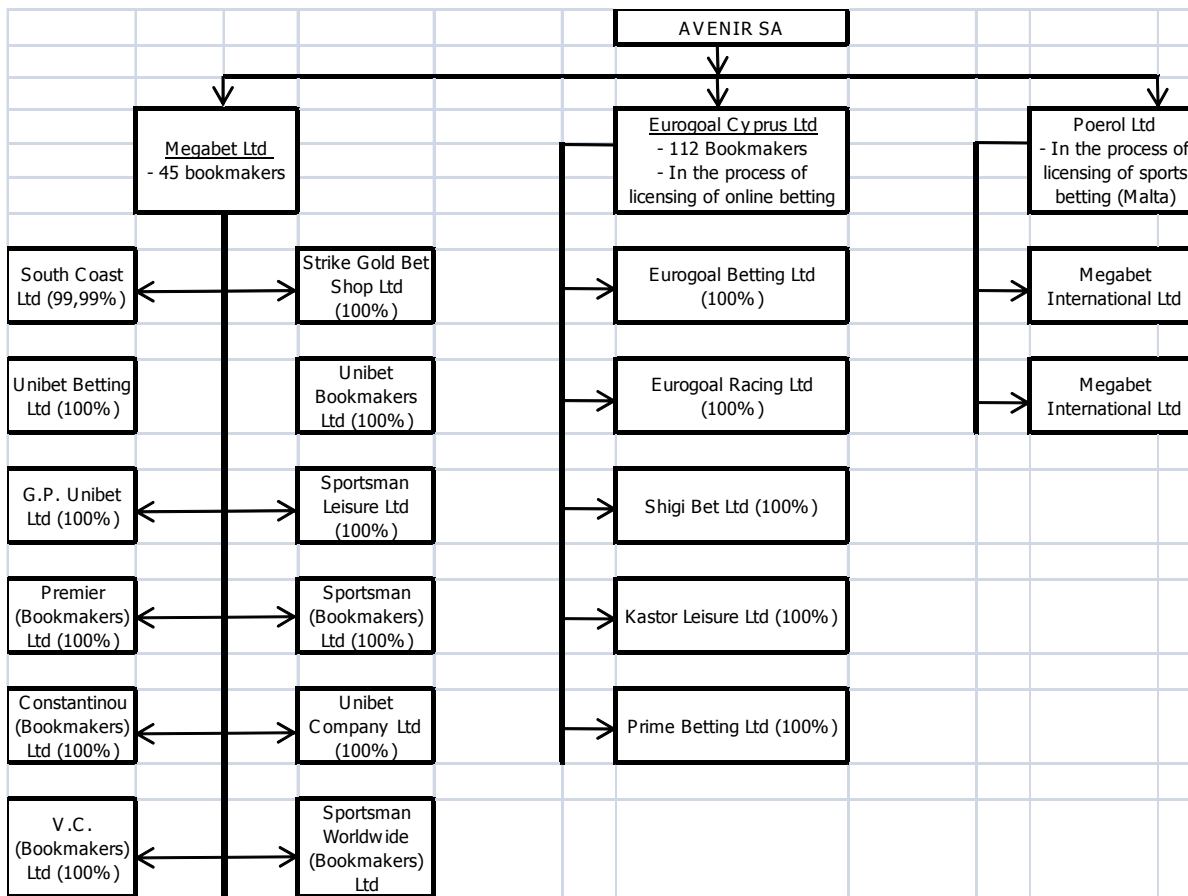 AVENIR SA
Megabet Ltd
- 45 bookmakers
Eurogoal Cyprus Ltd
- 112 Bookmakers
- In the process of
licensing of online betting
Poerol Ltd
- In the process of
licensing of sports
betting (Malta)
South Coast
Ltd (99,99%)
Strike Gold Bet
Shop Ltd
(100%)
Eurogoal Betting Ltd
(100%)
Megabet
International Ltd
Unibet Betting
Ltd (100%)
Unibet
Bookmakers
Ltd (100%)
Eurogoal Racing Ltd
(100%)
Megabet
International Ltd
G.P. Unibet
Ltd (100%)
Sportsman
Leisure Ltd
(100%)
Shigi Bet Ltd (100%)
Premier
(Bookmakers)
Ltd (100%)
Sportsman
(Bookmakers)
Ltd (100%)
Kastor Leisure Ltd (100%)
Constantinou
(Bookmakers)
Ltd (100%)
Unibet
Company Ltd
(100%)
Prime Betting Ltd (100%)
V.C.
(Bookmakers)
Ltd (100%)
Sportsman
Worldwide
(Bookmakers)
Ltd